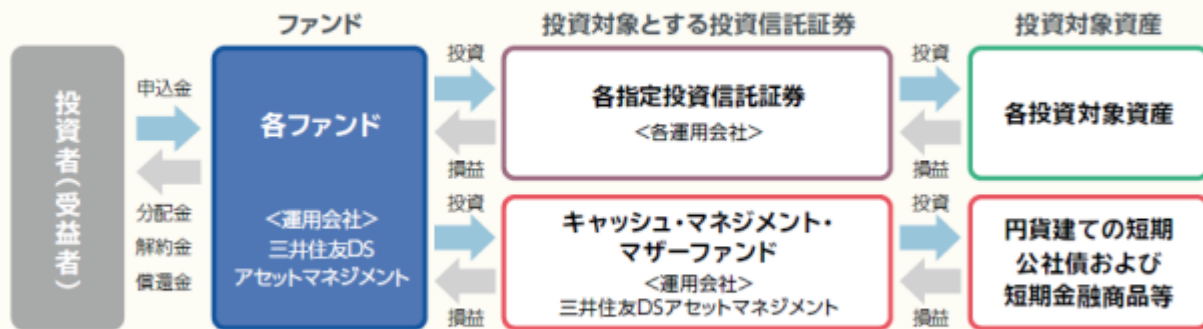 ファンド
投資対象とする投資信託証券
投資対象資産
投資者(受益者)
申込金
分配金
解約金
償還金
各ファンド
<運用会社>
三井住友DS
アセットマネジメント
投資
損益
各指定投資信託証券
<各運用会社>
投資
損益
各投資対象資産
投資
損益
キャッシュ・マネジメント・
マザーファンド
<運用会社>
三井住友DSアセットマネジメント
投資
損益
円貨建ての短期
公社債および
短期金融商品等